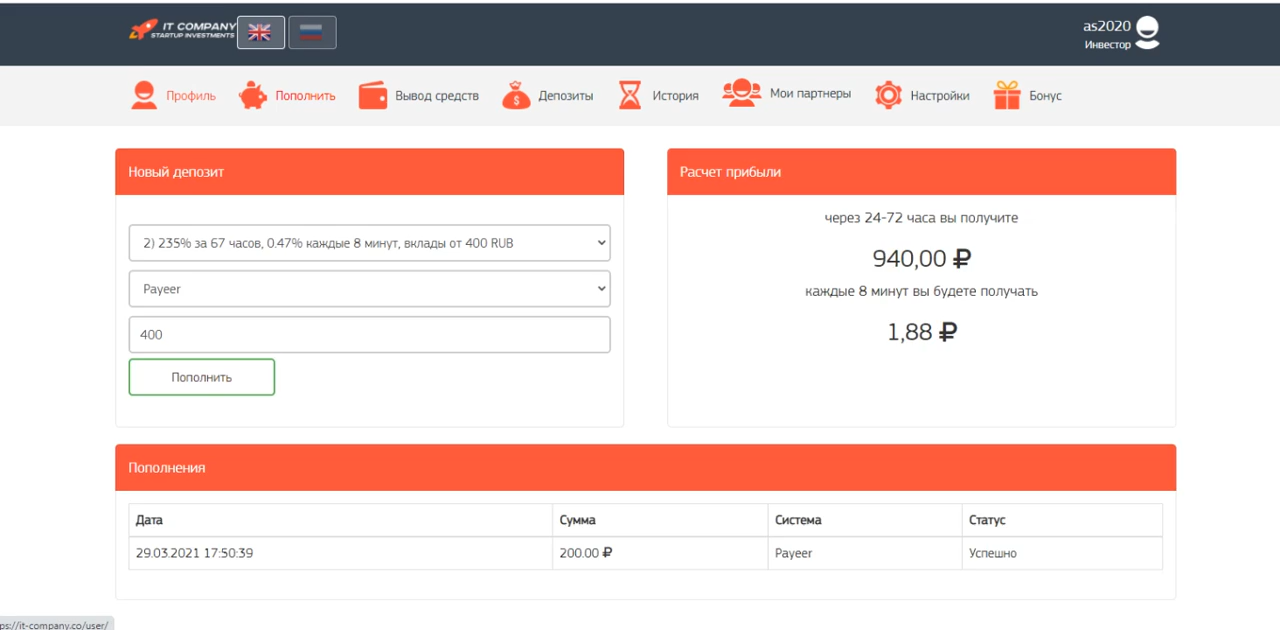 IT COMPANY
STARTUP INVESTMENTS
as2020
Инвестор
Профиль
Пополнить
Вывод средств
Депозиты
История
Мои партнеры
Настройки
Бонус
Новый депозит
2) 235% за 67 часов, 0.47% каждые 8 минут, вклады от 400 RUB
Payeer
400
Пополнить
Расчет прибыли
через 24-72 часа вы получите
940,00 ₽
каждые 8 минут вы будете получать
1,88 ₽
Пополнения
Дата Сумма Система Статус
29.03.2021 17:50:39 200.00 ₽ Payeer Успешно
ps://it-company.co/user/